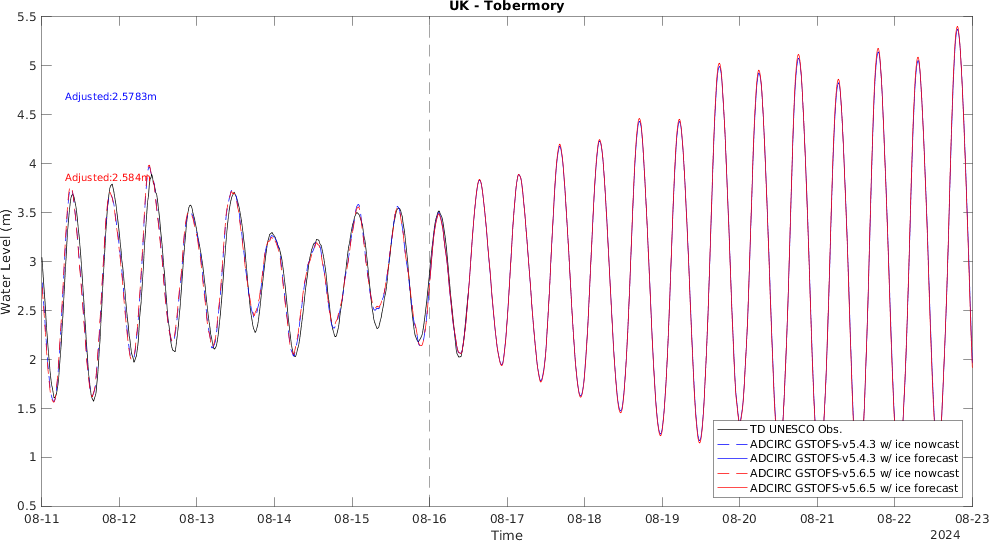 UK - Tobermory
5.5
5
4.5
4
3.5
3
2.5
2
1.5
1
0.5
Water Level (m)
Adjusted:2.5783m
Adjusted:2.584m
TD UNESCO Obs.
ADCIRC GSTOFS-v5.4.3 w/ ice nowcast
ADCIRC GSTOFS-v5.4.3 w/ ice forecast
ADCIRC GSTOFS-v5.6.5 w/ ice nowcast
ADCIRC GSTOFS-v5.6.5 w/ ice forecast
08-11 08-12 08-13 08-14 08-15 08-16 08-17 08-18 08-19 08-20 08-21 08-22 08-23
Time
2024